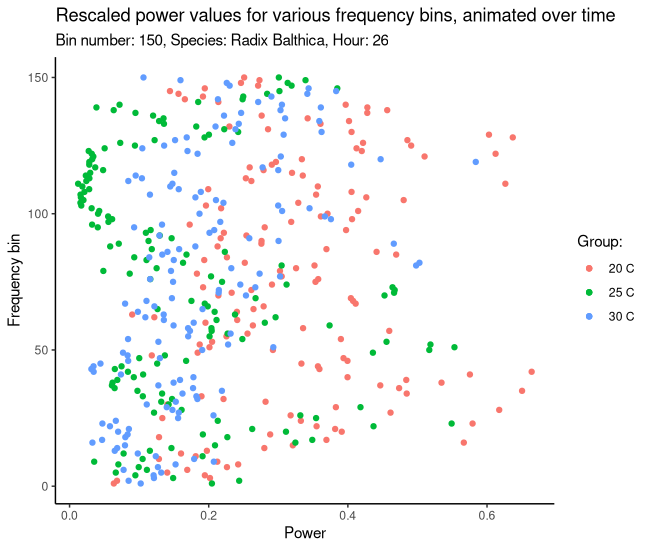 Rescaled power values for various frequency bins, animated over time
Bin number: 150, Species: Radix Balthica, Hour: 26
150
100
50
0
Frequency bin
0.0 0.2 0.4 0.6
Power
Group:
20 C
25 C
30 C